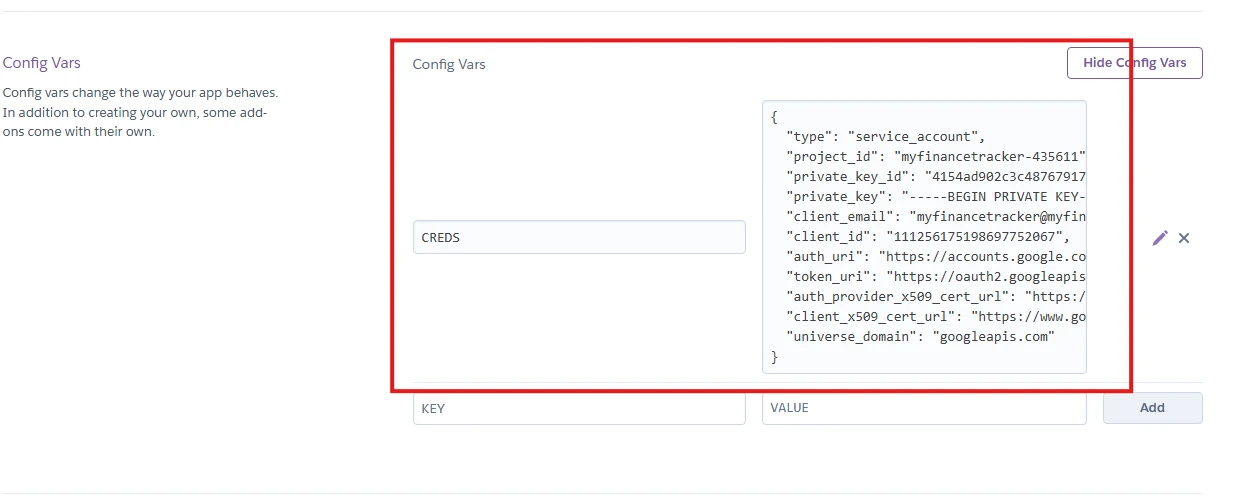 Config Vars
Config vars change the way your app behaves.
In addition to creating your own, some add-
ons come with their own.
Config Vars
Hide Config Vars
CREDS
{
"type": "service_account",
"project_id": "myfinancetracker-435611"
"private_key_id": "4154ad902c3c48767917
"private_key": "-----BEGIN PRIVATE KEY-
"client_email": "myfinancetracker@myfin
"client_id": "111256175198697752067",
"auth_uri": "https://accounts.google.co
"token_uri": "https://oauth2.googleapis
"auth_provider_x509_cert_url": "https:/
"client_x509_cert_url": "https://www.go
"universe_domain": "googleapis.com"
}
KEY
VALUE
Add